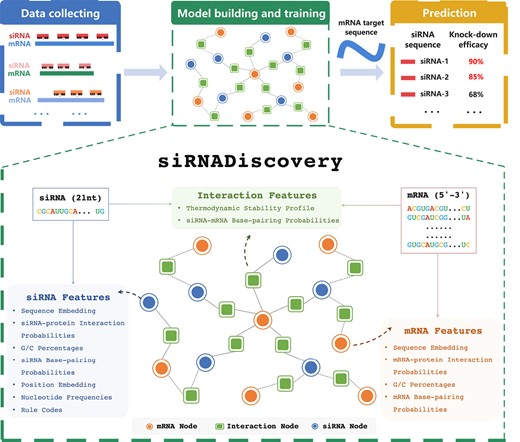 Data collecting
siRNA
mRNA
siRNA
mRNA
siRNA
mRNA
... ...
Model building and training
mRNA target
sequence
Prediction
siRNA
sequence
Knock-down
efficacy
siRNA-1 90%
siRNA-2 85%
siRNA-3 68%
... ...
siRNADiscovery
siRNA (21nt)
CGCAUUGCA... UG
Interaction Features
• Thermodynamic Stability Profile
• siRNA-mRNA Base-pairing Probabilities
mRNA (5'-3')
ACGUGACGU...CU
GUCGAUCGG...UU
......
......
GUGCAUGCG...UC
siRNA Features
• Sequence Embedding
• siRNA-protein Interaction
Probabilities
• G/C Percentages
• siRNA Base-pairing
Probabilities
• Position Embedding
• Nucleotide Frequencies
• Rule Codes
mRNA Features
• Sequence Embedding
• mRNA-protein Interaction
Probabilities
• G/C Percentages
• mRNA Base-pairing
Probabilities
mRNA Node
Interaction Node
siRNA Node